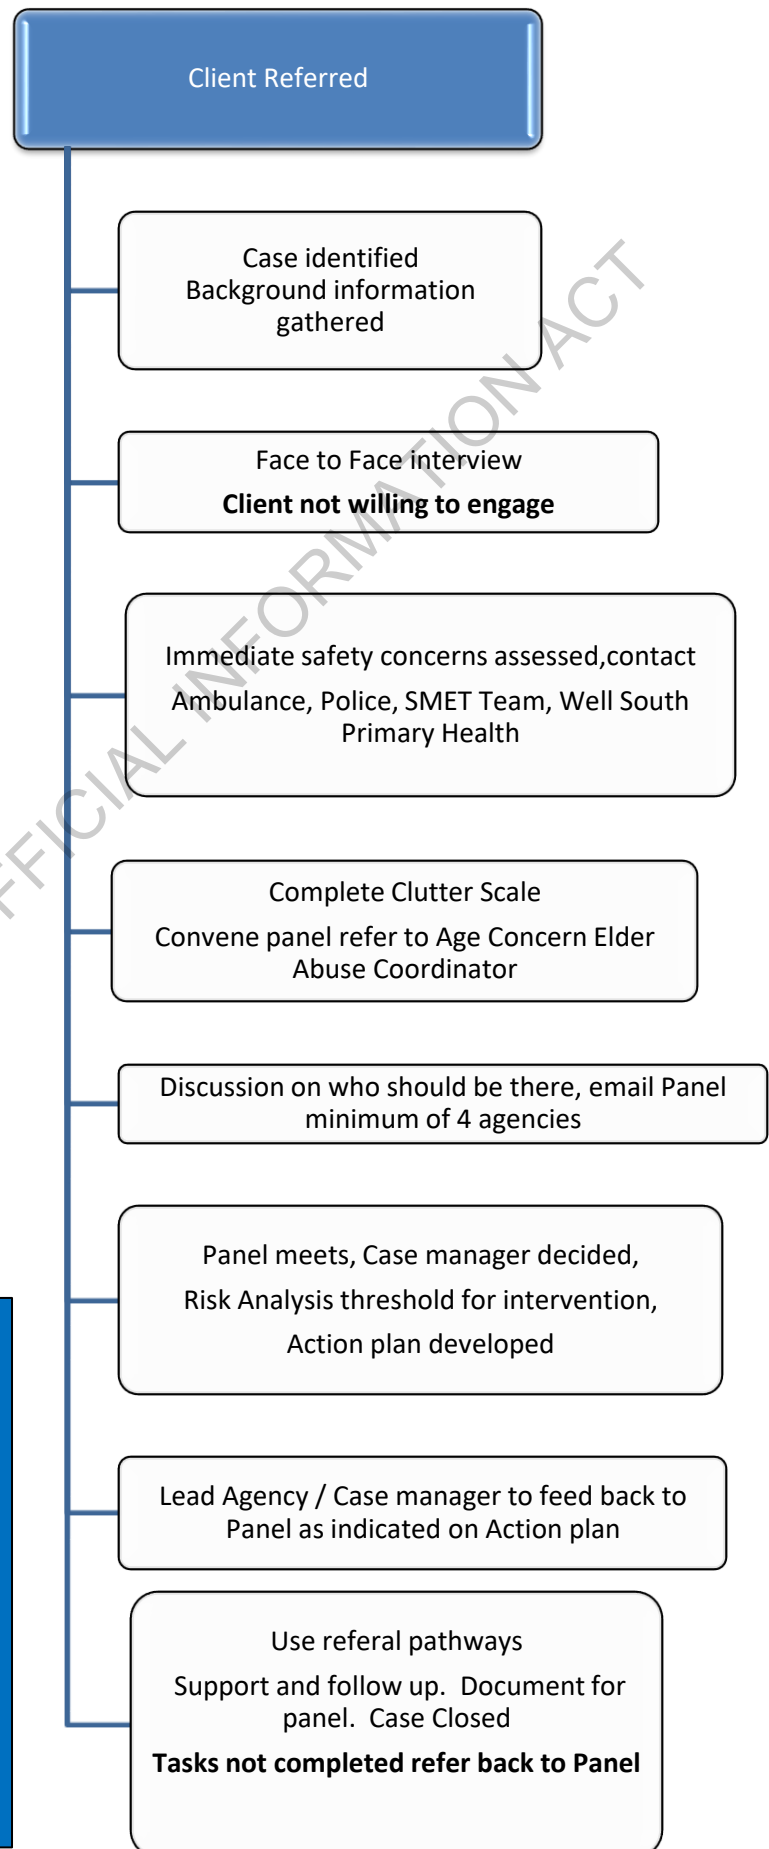 Client Referred
Case identified
Background information
gathered
Face to Face interview
Client not willing to engage
Immediate safety concerns assessed,contact
Ambulance, Police, SMET Team, Well South
Primary Health
Complete Clutter Scale
Convene panel refer to Age Concern Elder
Abuse Coordinator
Discussion on who should be there, email Panel
minimum of 4 agencies
Panel meets, Case manager decided,
Risk Analysis threshold for intervention,
Action plan developed
Lead Agency / Case manager to feed back to
Panel as indicated on Action plan
Use referal pathways
Support and follow up.  Document for
panel.  Case Closed
Tasks not completed refer back to Panel
FFICIAL INFORMATION ACT